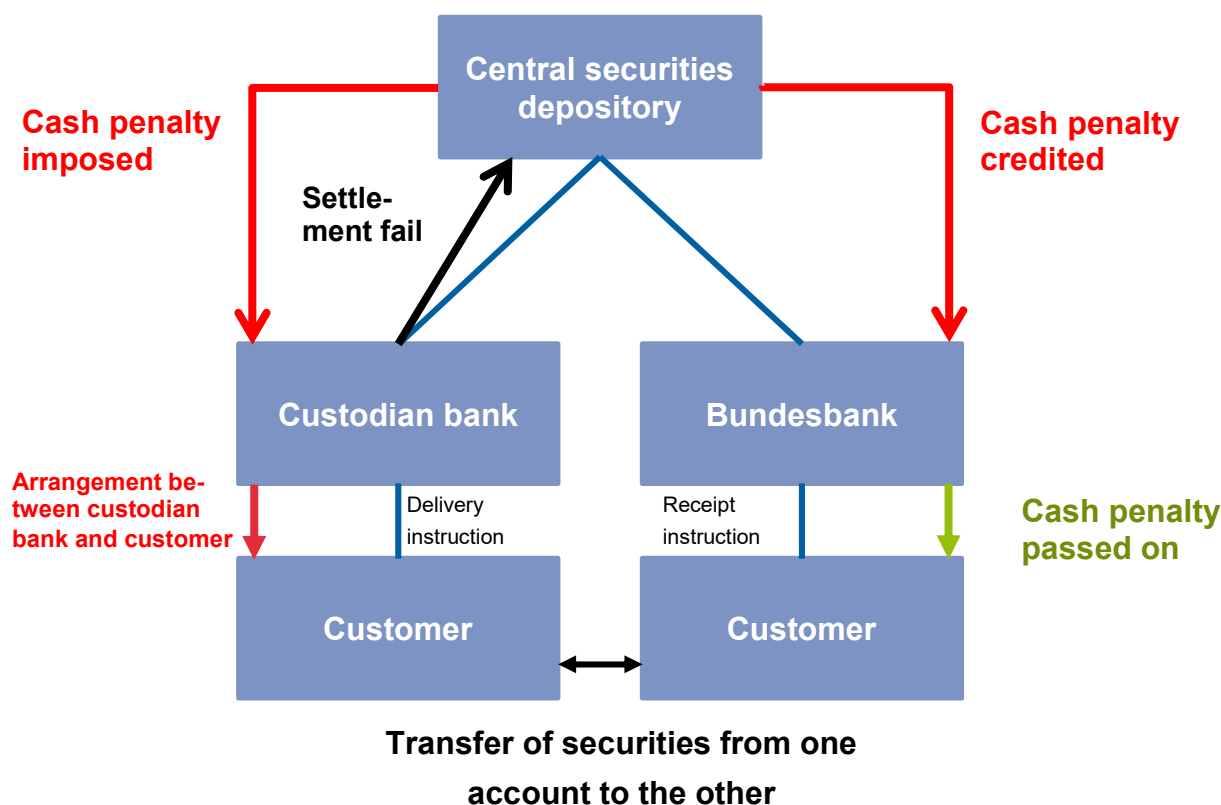 Central securities
depository
Cash penalty
imposed
Cash penalty
credited
Settle-
ment fail
Custodian bank
Bundesbank
Arrangement be-
tween custodian
bank and customer
Delivery
instruction
Receipt
instruction
Cash penalty
passed on
Customer
Customer
Transfer of securities from one
account to the other